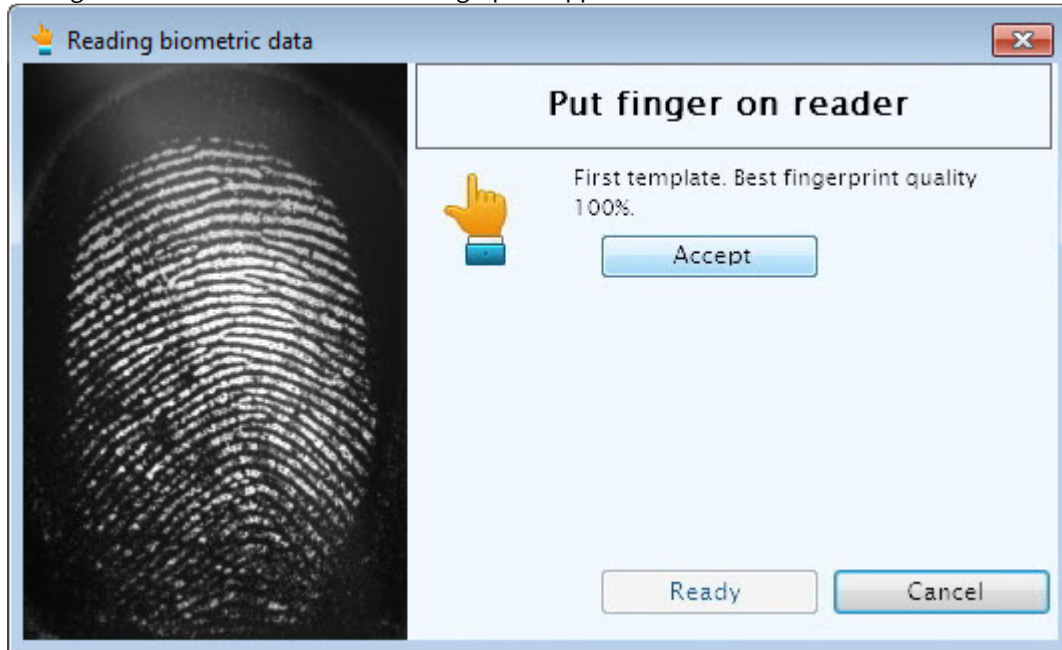 Reading biometric data
Put finger on reader
First template. Best fingerprint quality
100%.
Accept
Ready
Cancel